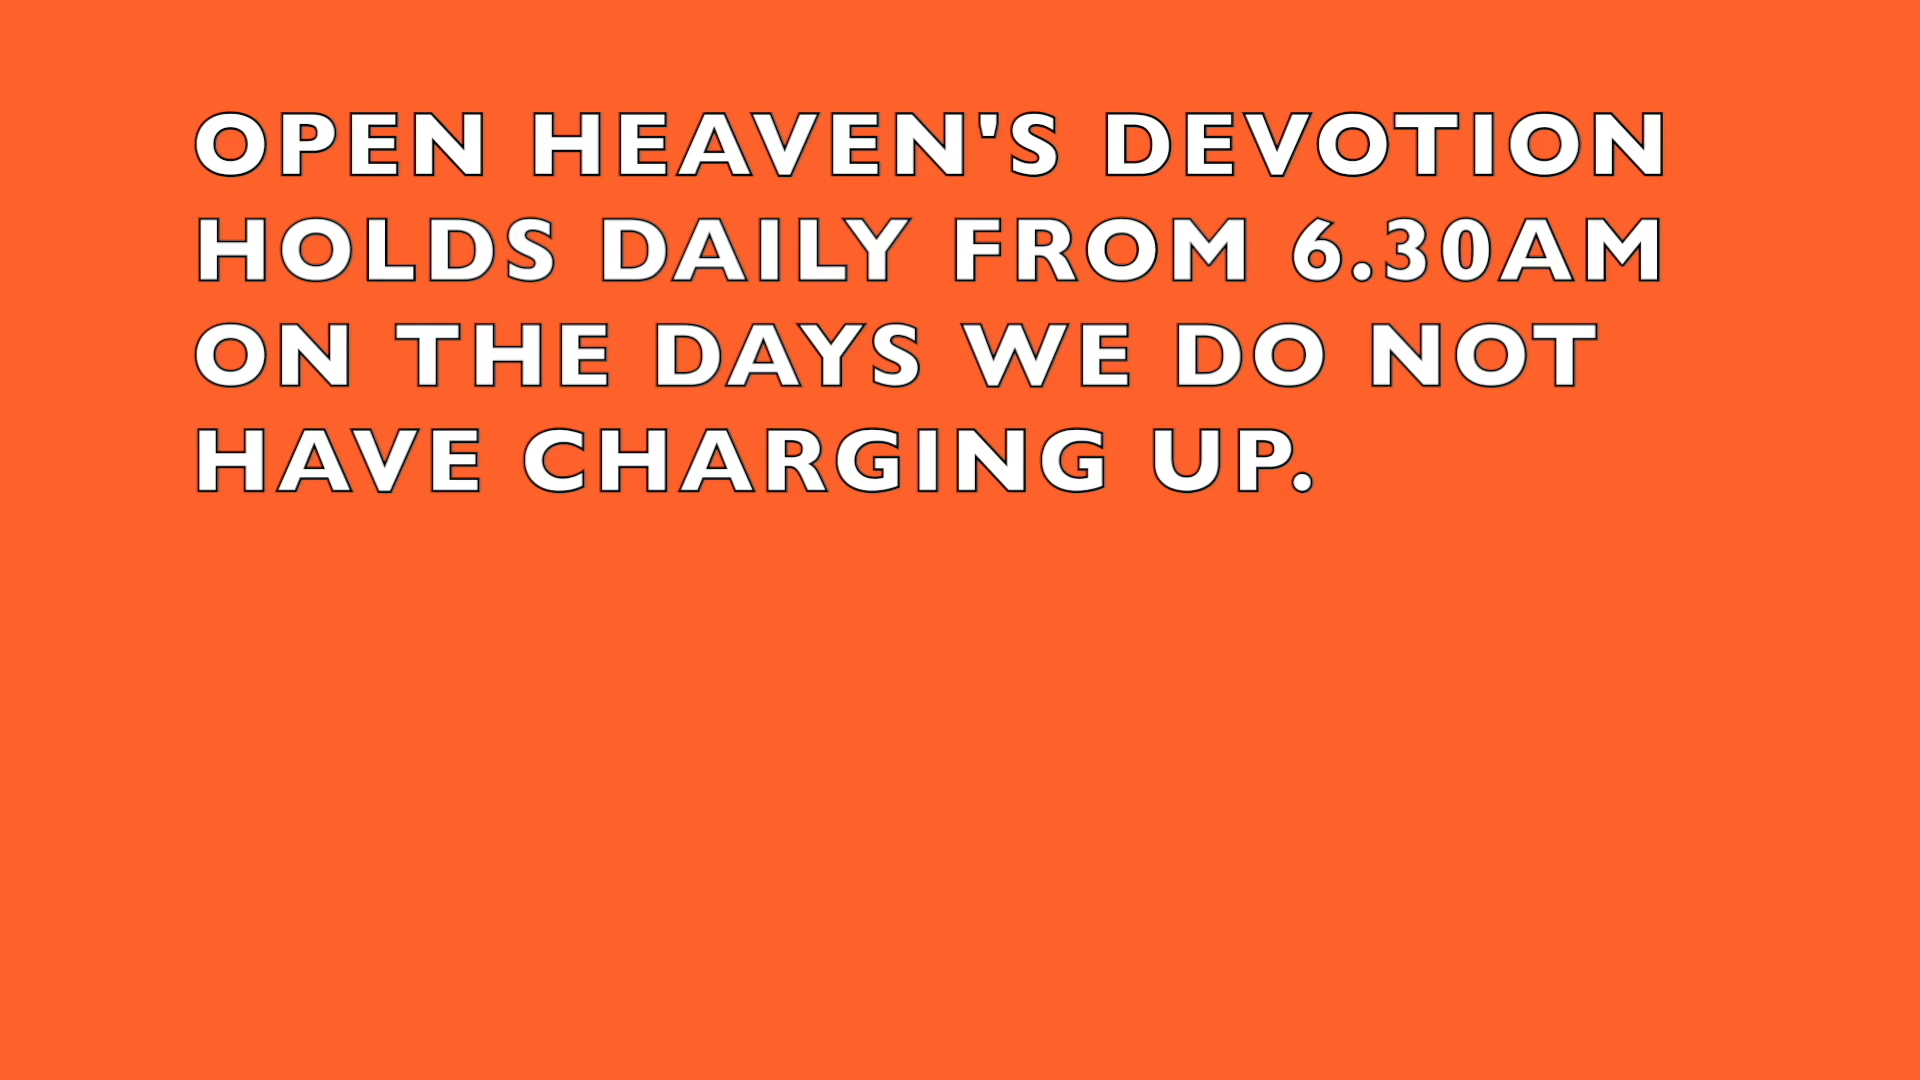 OPEN HEAVEN'S DEVOTION
HOLDS DAILY FROM 6.30AM
ON THE DAYS WE DO NOT
HAVE CHARGING UP.